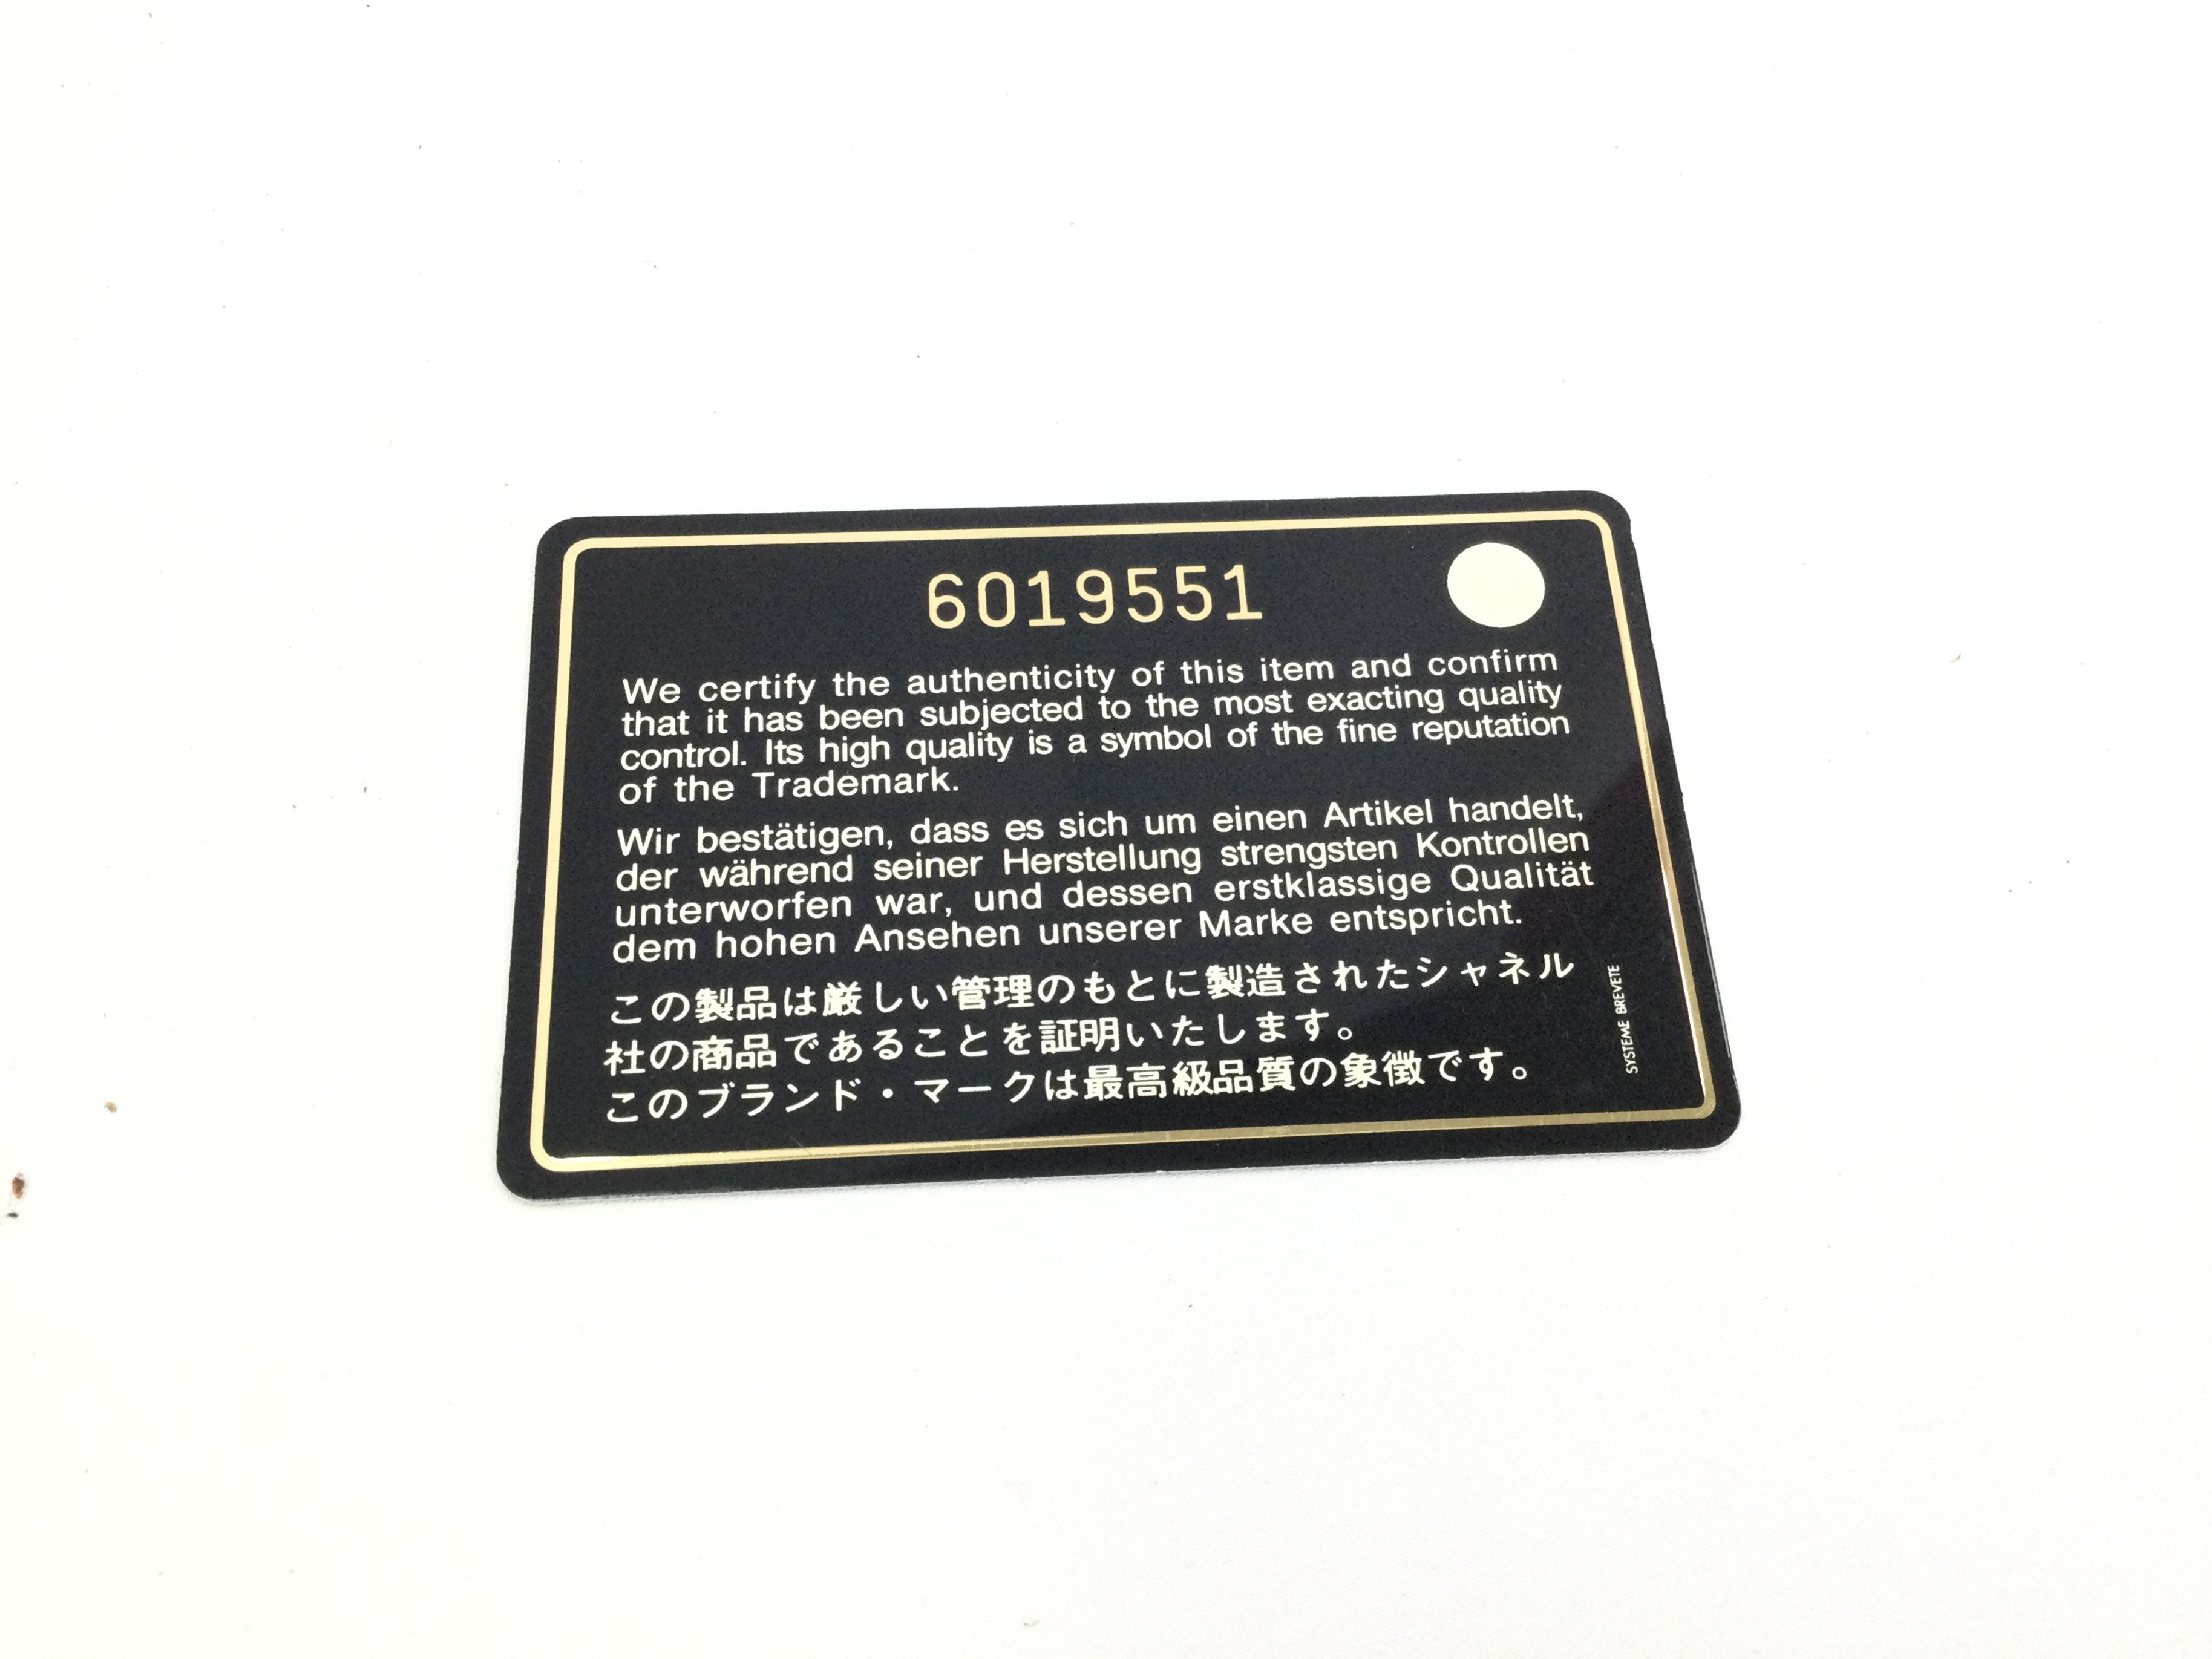 6019551
We certify the authenticity of this item and confirm
that it has been subjected to the most exacting quality
control. Its high quality is a symbol of the fine reputation
of the Trademark.
Wir bestätigen, dass es sich um einen Artikel handelt,
der während seiner Herstellung strengsten Kontrollen
unterworfen war, und dessen erstklassige Qualität
dem hohen Ansehen unserer Marke entspricht.
この製品は厳しい管理のもとに製造されたシャネル
社の商品であることを証明いたします。
このブランド・マークは最高級品質の象徴です。
SYSTEME BREVETE